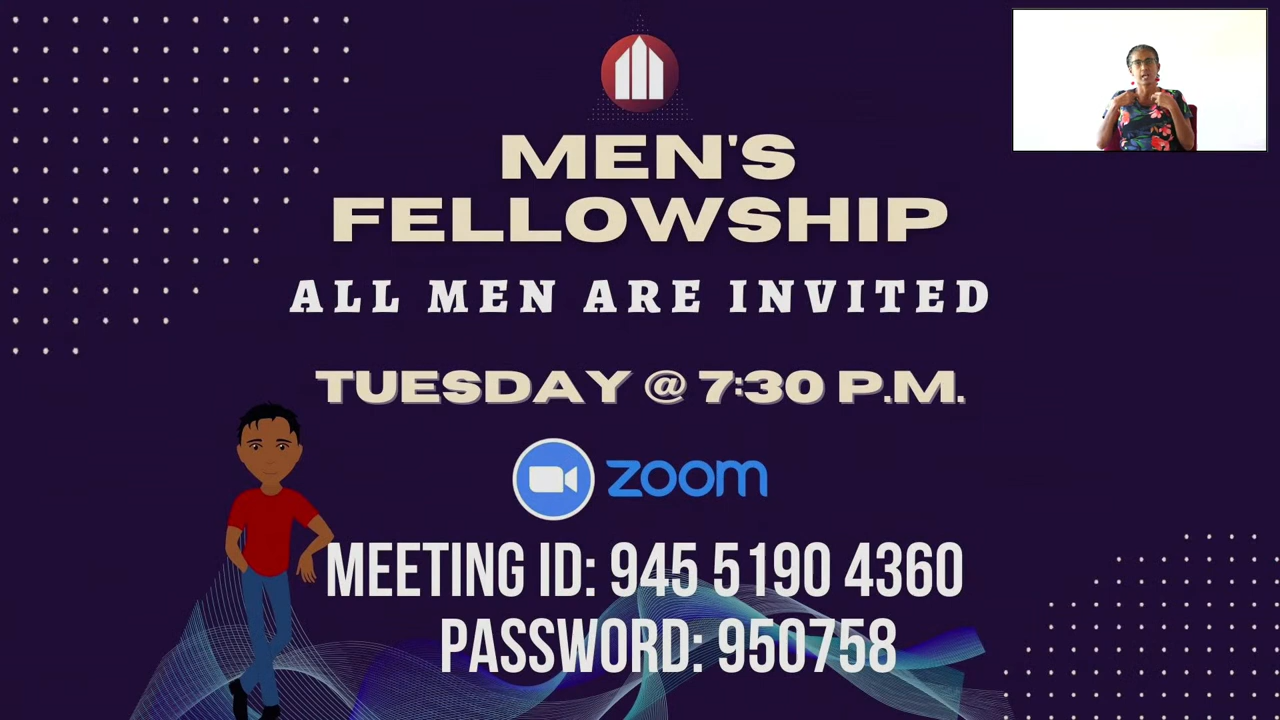 MEN'S
FELLOWSHIP
ALL MEN ARE INVITED
TUESDAY @ 7:30 P.M.
zoom
MEETING ID: 945 5190 4360
PASSWORD: 950758